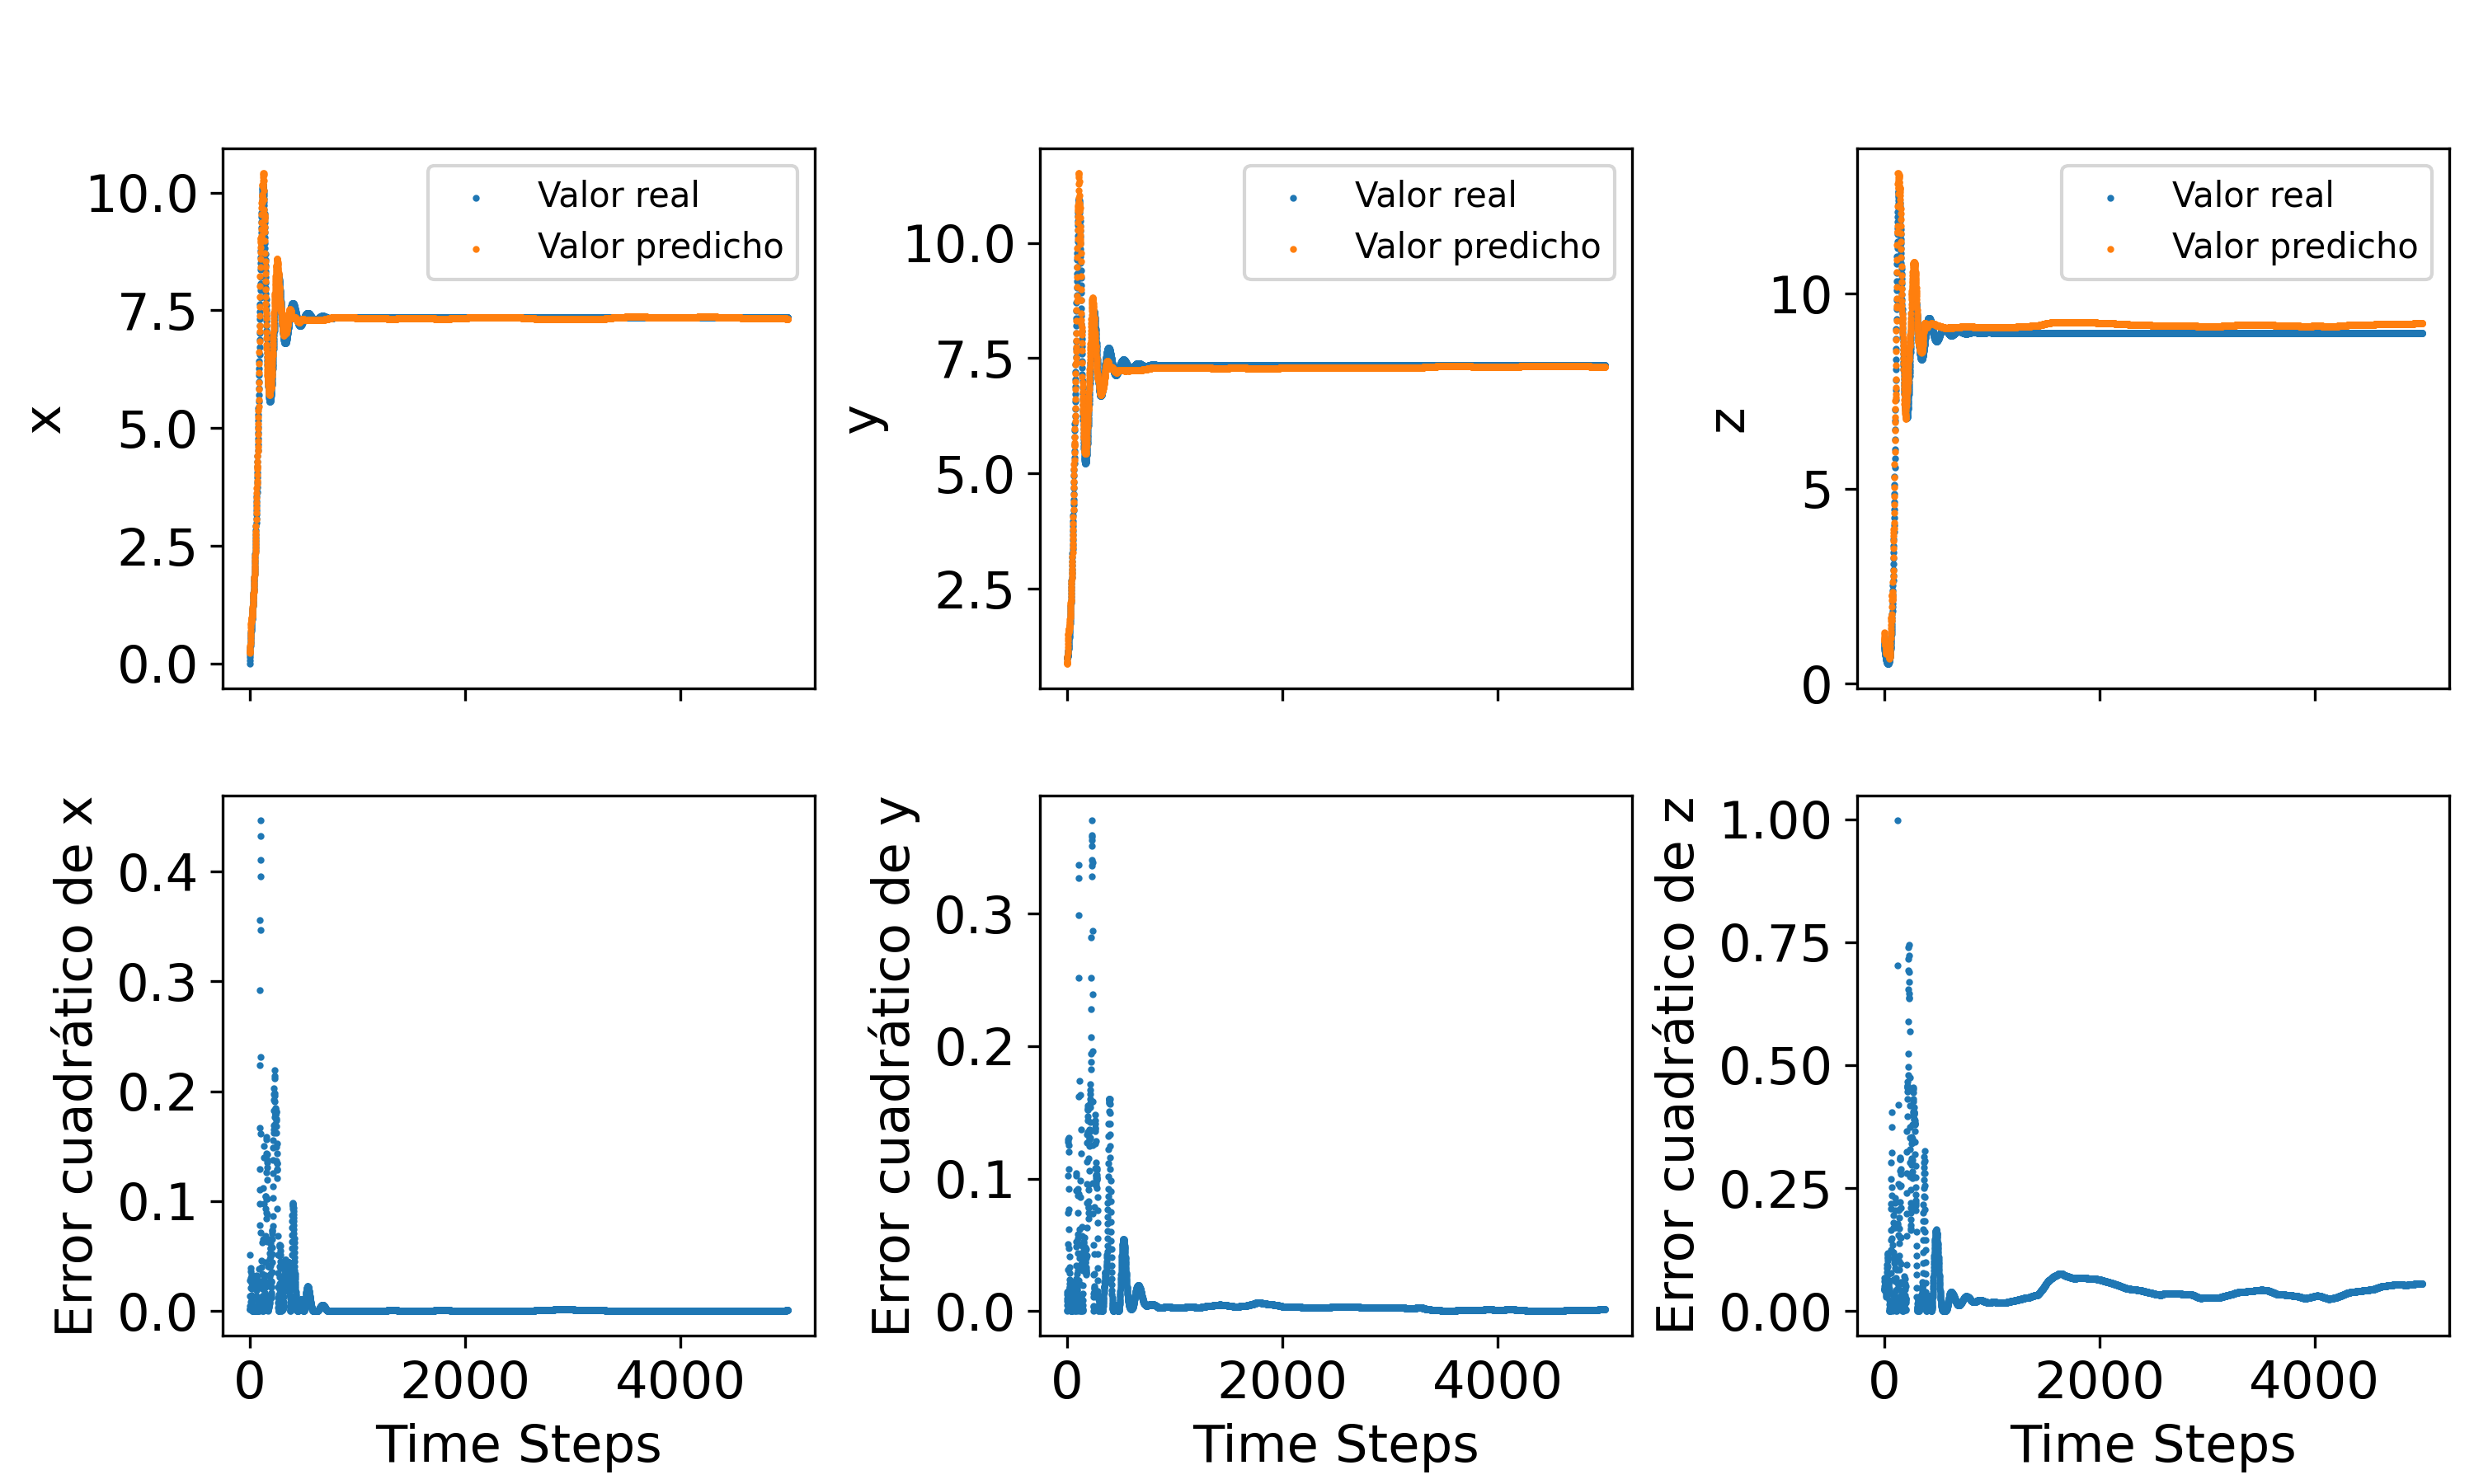 x
10.0
7.5
5.0
2.5
0.0
Valor real
Valor predicho
y
10.0
7.5
5.0
2.5
Valor real
Valor predicho
z
10
5
0
Valor real
Valor predicho
Error cuadrático de x
0.4
0.3
0.2
0.1
0.0
0
2000
4000
Time Steps
Error cuadrático de y
0.3
0.2
0.1
0.0
0
2000
4000
Time Steps
Error cuadrático de z
1.00
0.75
0.50
0.25
0.00
0
2000
4000
Time Steps